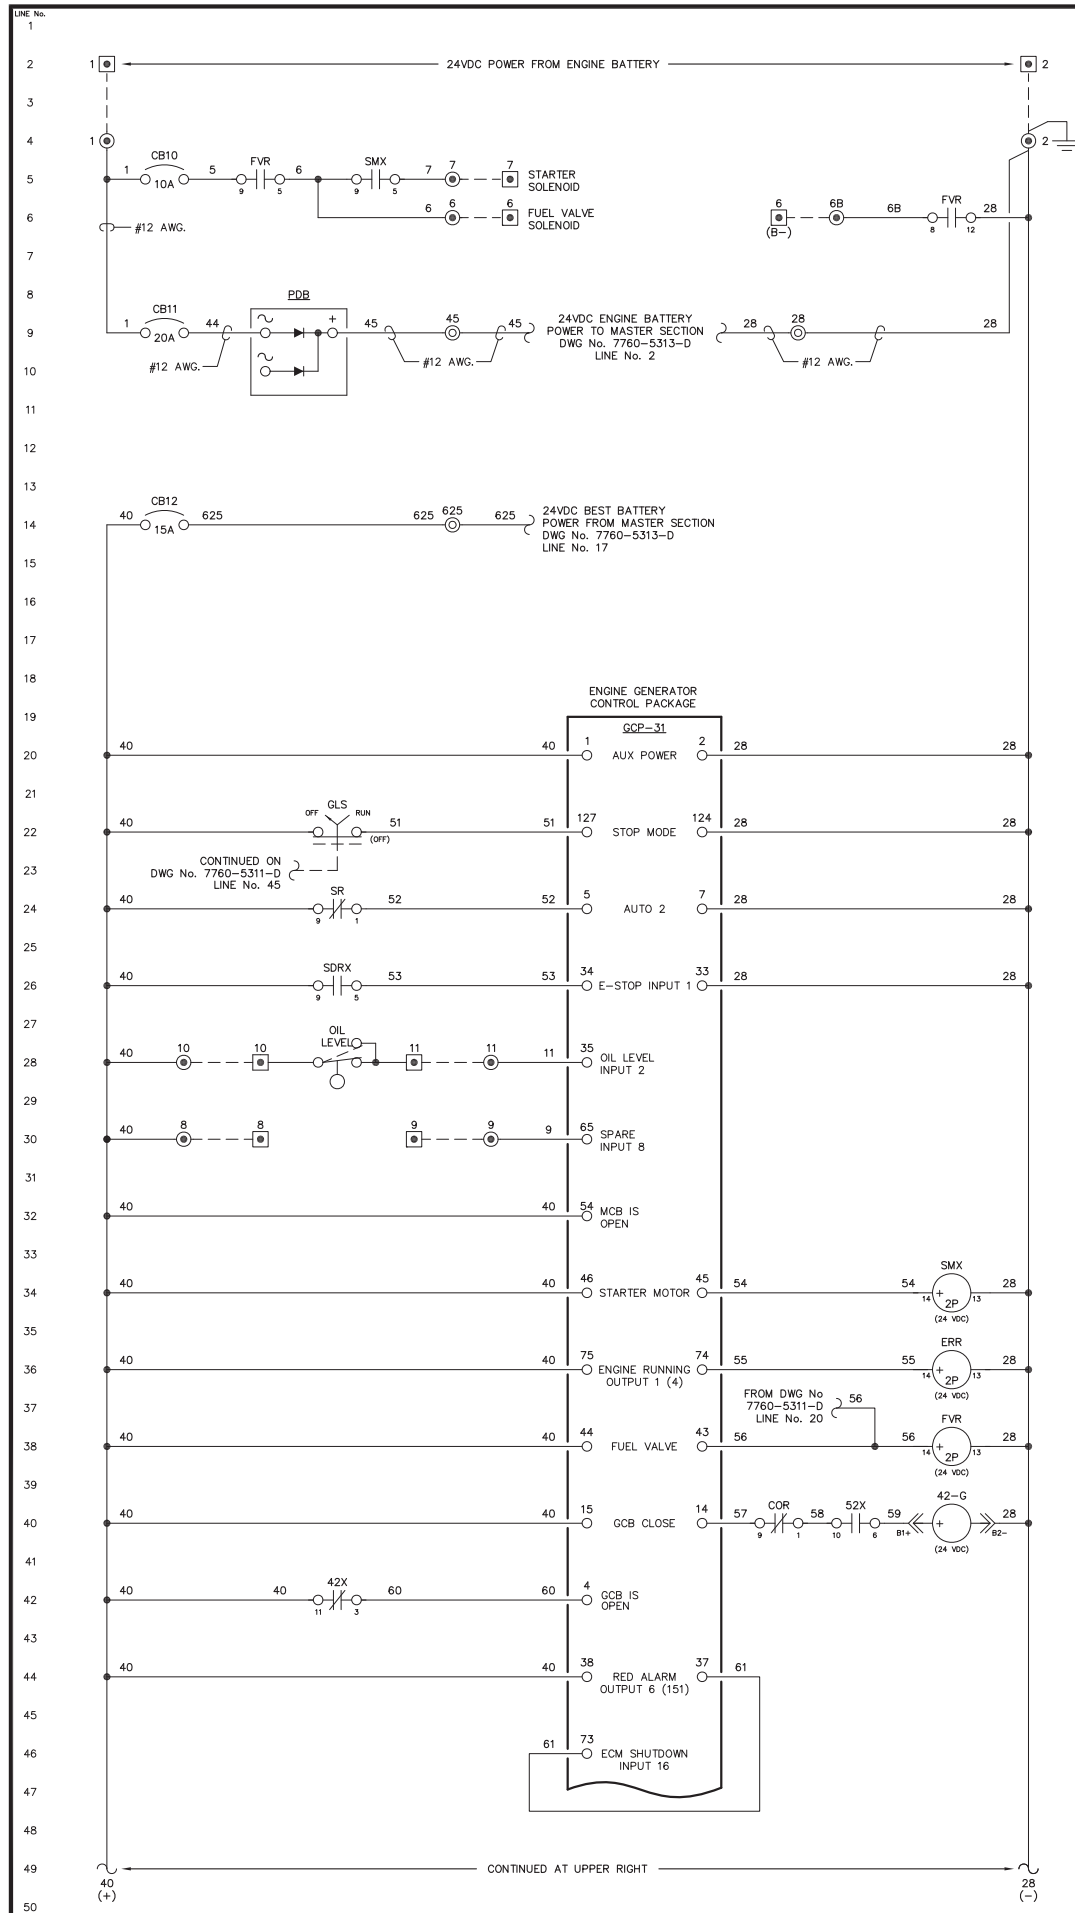 LINE No.
1
2 1 24VDC POWER FROM ENGINE BATTERY 2
3
4 1 2
CB10 FVR SMX
5 1 10A 5 9 5 6 9 5 7 7 7 STARTER
SOLENOID
6 #12 AWG. 6 6 6 FUEL VALVE
SOLENOID
6 (B-) 6B 6B FVR 8 12 28
7
8 PDB
CB11
9 1 20A 44 + 45 45 45 24VDC ENGINE BATTERY
POWER TO MASTER SECTION
DWG No. 7760-5313-D
LINE No. 2
28 28 28
10 #12 AWG. #12 AWG. #12 AWG.
11
12
13
CB12
14 40 15A 625 625 625 625 24VDC BEST BATTERY
POWER FROM MASTER SECTION
DWG No. 7760-5313-D
LINE No. 17
15
16
17
18
ENGINE GENERATOR
CONTROL PACKAGE
19 GCP-31
20 40 40 1 AUX POWER 2 28 28
21
GLS
OFF RUN
22 40 (OFF) 51 51 127 STOP MODE 124 28 28
23 CONTINUED ON
DWG No. 7760-5311-D
LINE No. 45
SR
24 40 9 1 52 52 5 AUTO 2 7 28 28
25
SDRX
26 40 9 5 53 53 34 E-STOP INPUT 1 33 28 28
27
OIL
LEVEL
28 40 10 10 11 11 11 35 OIL LEVEL
INPUT 2
29
30 40 8 8 9 9 9 65 SPARE
INPUT 8
31
32 40 40 54 MCB IS
OPEN
33
SMX
34 40 40 46 STARTER MOTOR 45 54 54 14 + 2P 13 28
(24 VDC)
35
ERR
36 40 40 75 ENGINE RUNNING 74 55 55 14 + 2P 13 28
OUTPUT 1 (4)
(24 VDC)
37 FROM DWG No
7760-5311-D
LINE No. 20
56
FVR
38 40 40 44 FUEL VALVE 43 56 56 14 + 2P 13 28
(24 VDC)
39
COR 52X 42-G
40 40 40 15 GCB CLOSE 14 57 9 1 58 10 6 59 B1+ + B2- 28
(24 VDC)
41
42X
42 40 40 11 3 60 60 4 GCB IS
OPEN
43
44 40 40 38 RED ALARM 37 61
OUTPUT 6 (151)
45
46 61 73 ECM SHUTDOWN
INPUT 16
47
48
49 CONTINUED AT UPPER RIGHT
40 28
(+) (-)
50